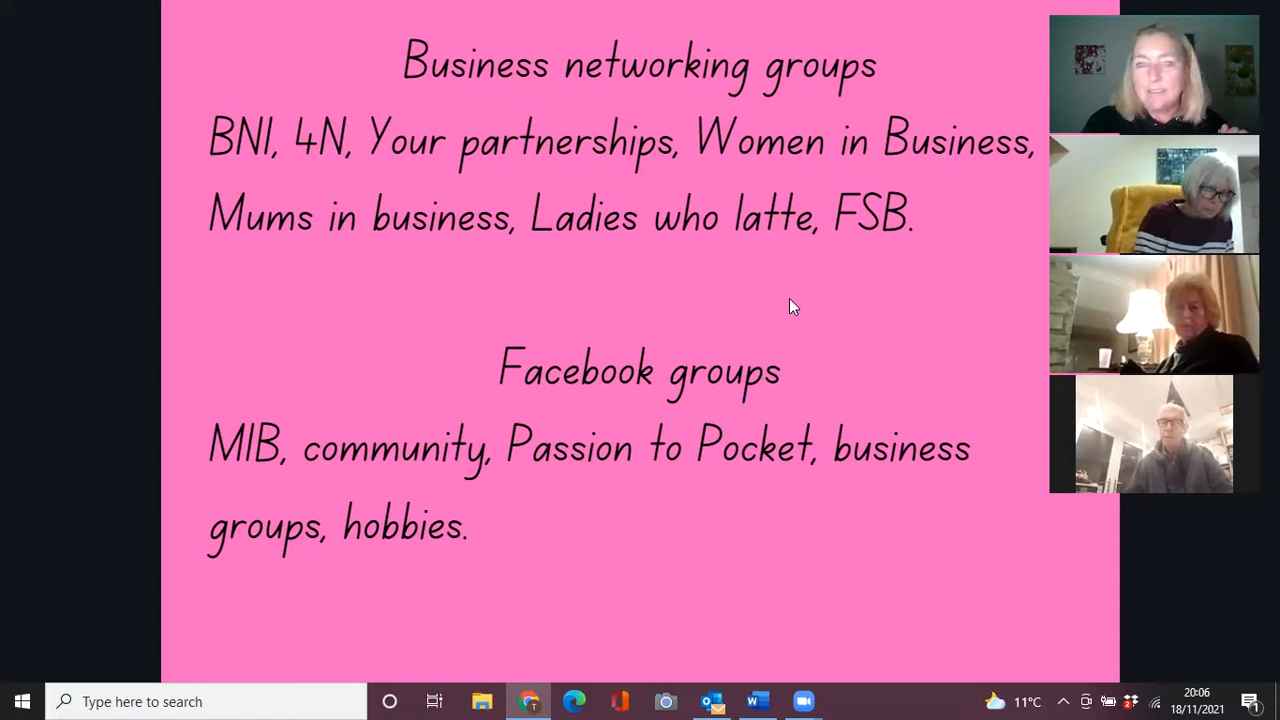 Business networking groups
BNI, 4N, Your partnerships, Women in Business,
Mums in business, Ladies who latte, FSB.
Facebook groups
MIB, community, Passion to Pocket, business
groups, hobbies.
Type here to search
11°C
20:06
18/11/2021